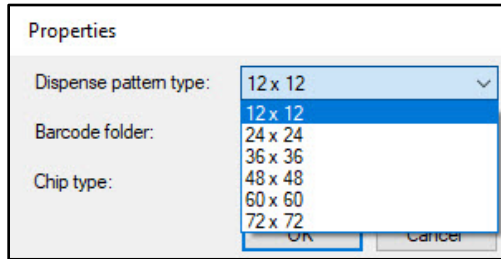 Properties
Dispense pattern type: 12 x 12
12 x 12
24 x 24
Barcode folder:
36 x 36
48 x 48
Chip type:
60 x 60
72 x 72
OK Cancel